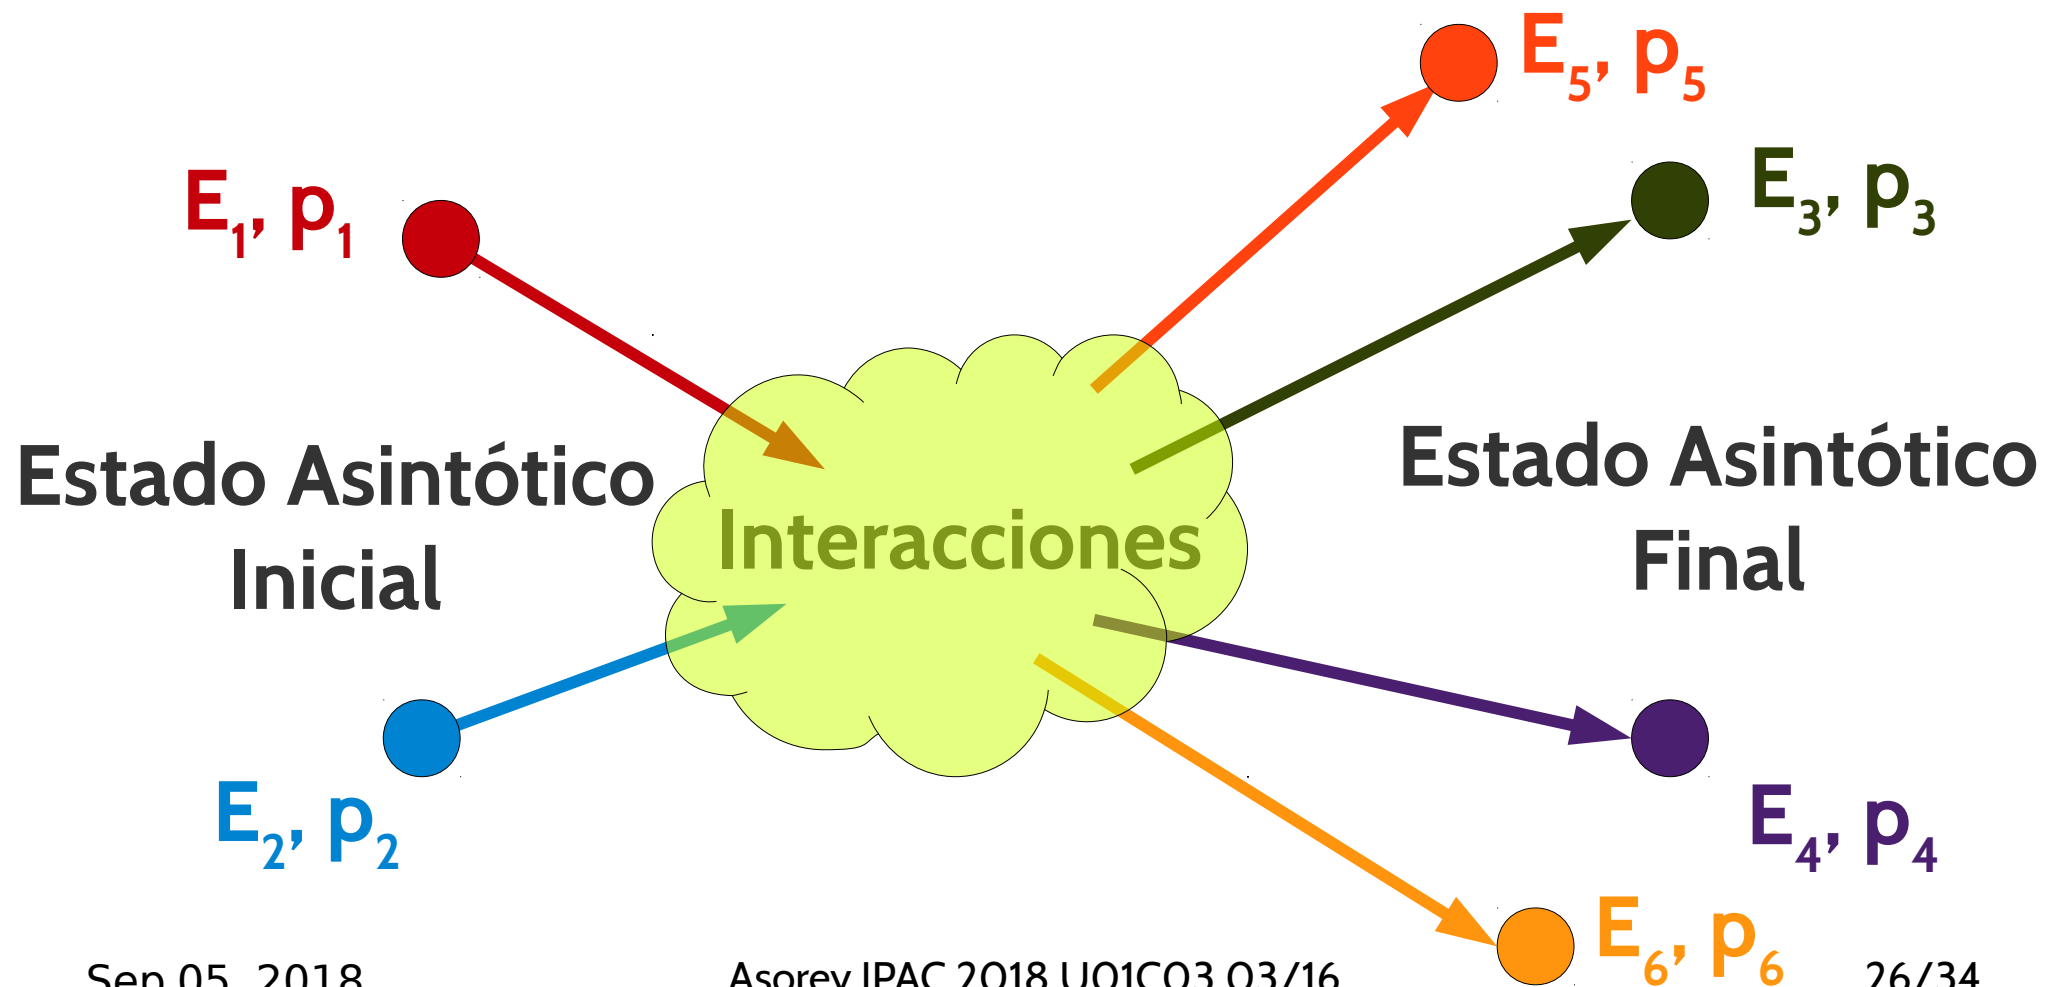 E5, p5
E3, p3
E1, p1
Estado Asintótico
Inicial
Interacciones
Estado Asintótico
Final
E2, p2
E4, p4
E6, p6
Sep 05, 2018
Asorey IPAC 2018 U01C03 03/16
26/34